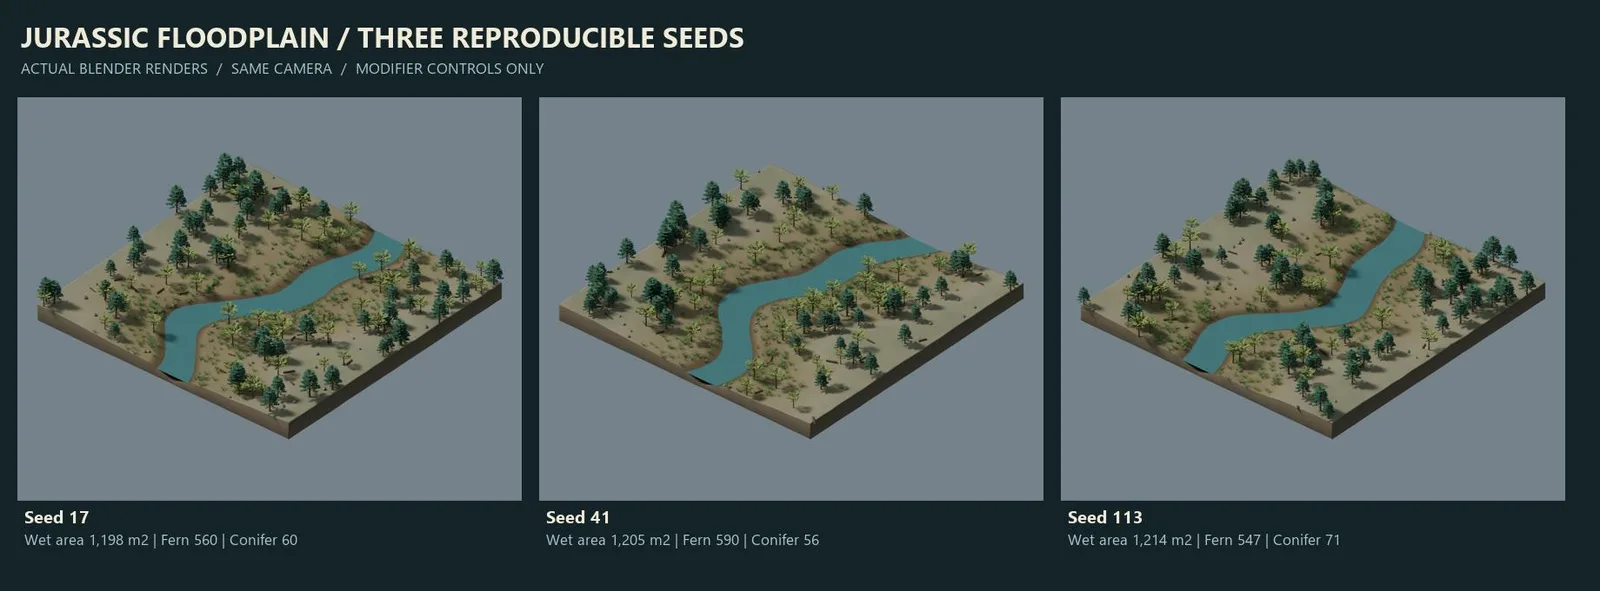 JURASSIC FLOODPLAIN / THREE REPRODUCIBLE SEEDS
ACTUAL BLENDER RENDERS / SAME CAMERA / MODIFIER CONTROLS ONLY
Seed 17
Wet area 1,198 m2 | Fern 560 | Conifer 60
Seed 41
Wet area 1,205 m2 | Fern 590 | Conifer 56
Seed 113
Wet area 1,214 m2 | Fern 547 | Conifer 71